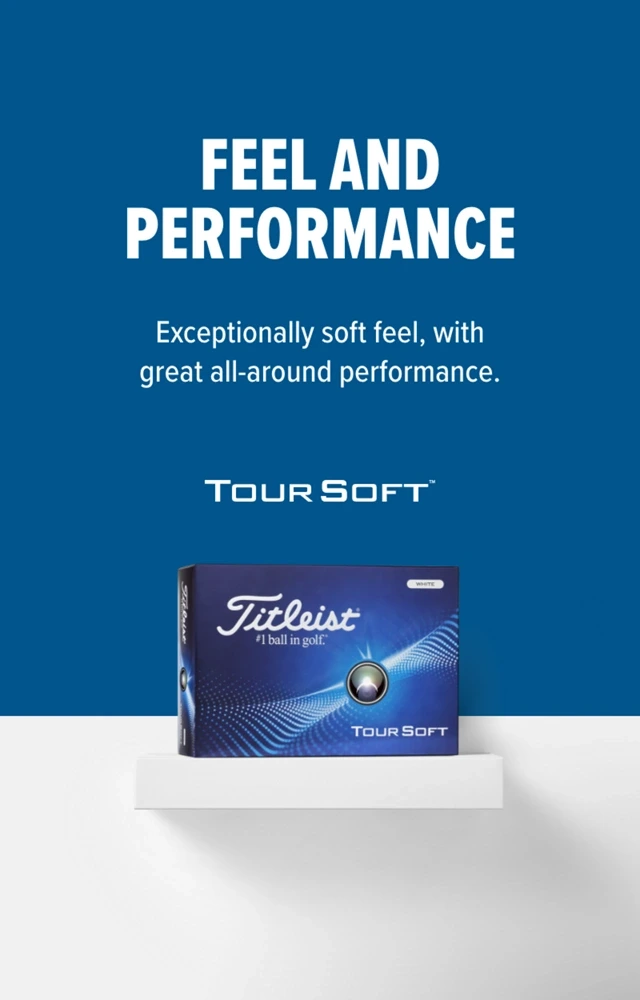 FEEL AND
PERFORMANCE
Exceptionally soft feel, with
great all-around performance.
TOUR SOFT™
WHITE
Titleist®
Titleist
#1 ball in golf.®
TOUR SOFT